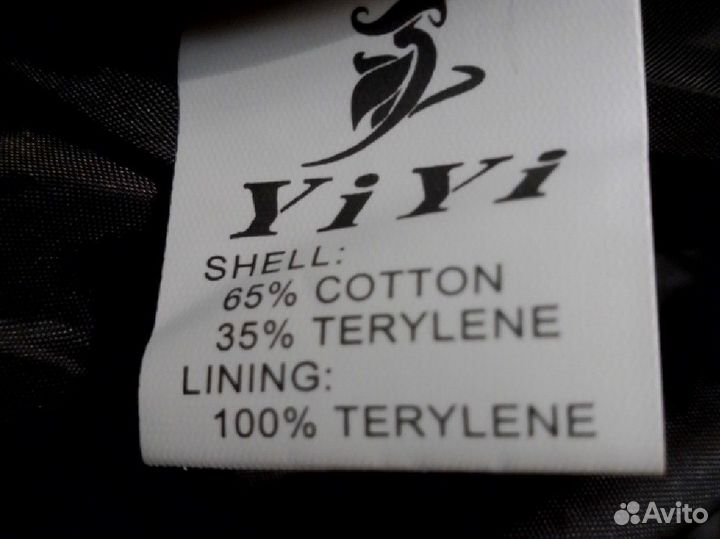 YiYi
SHELL:
65% COTTON
35% TERYLENE
LINING:
100% TERYLENE
Avito